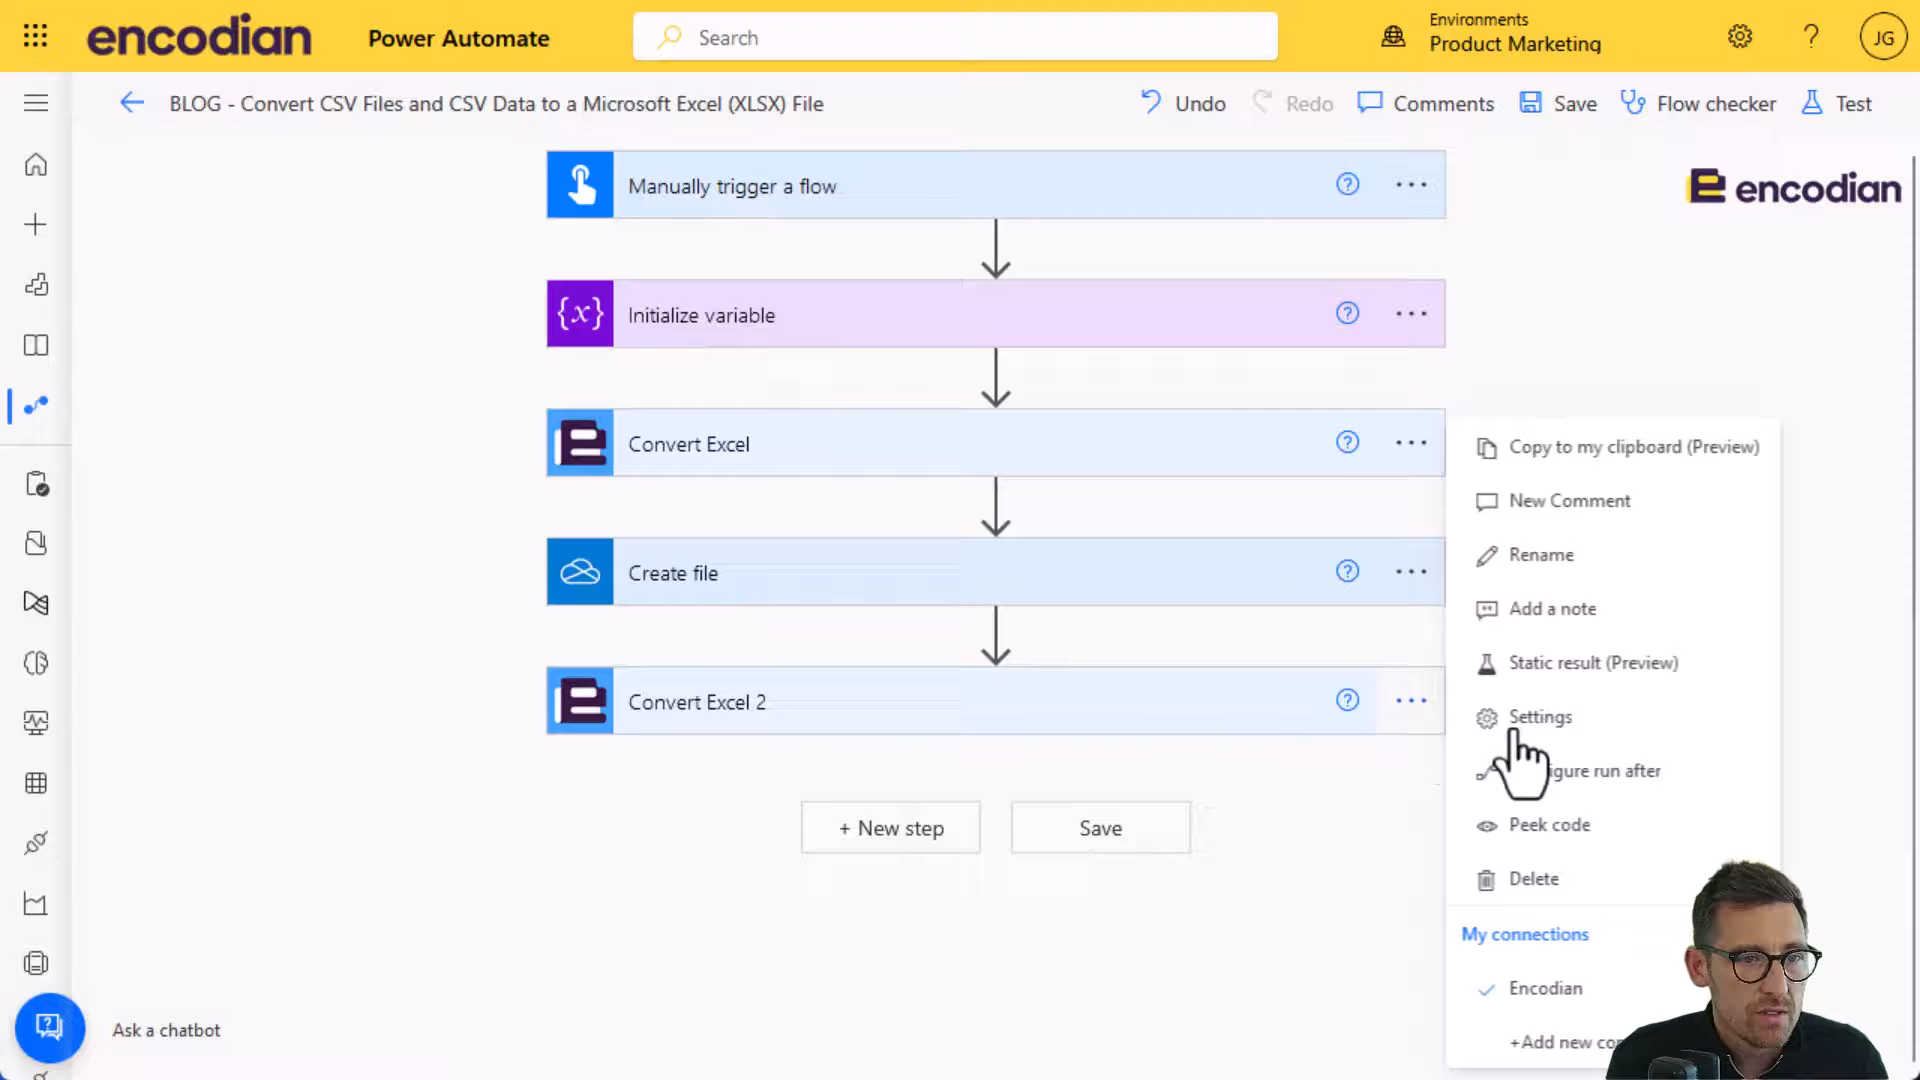 encodian
Power Automate
Search
Environments
Product Marketing
JG
BLOG - Convert CSV Files and CSV Data to a Microsoft Excel (XLSX) File
Undo
Redo
Comments
Save
Flow checker
Test
Manually trigger a flow
encodian
{x} Initialize variable
Convert Excel
Create file
Convert Excel 2
+ New step
Save
Copy to my clipboard (Preview)
New Comment
Rename
Add a note
Static result (Preview)
Settings
igure run after
Peek code
Delete
My connections
Encodian
+Add new co
Ask a chatbot